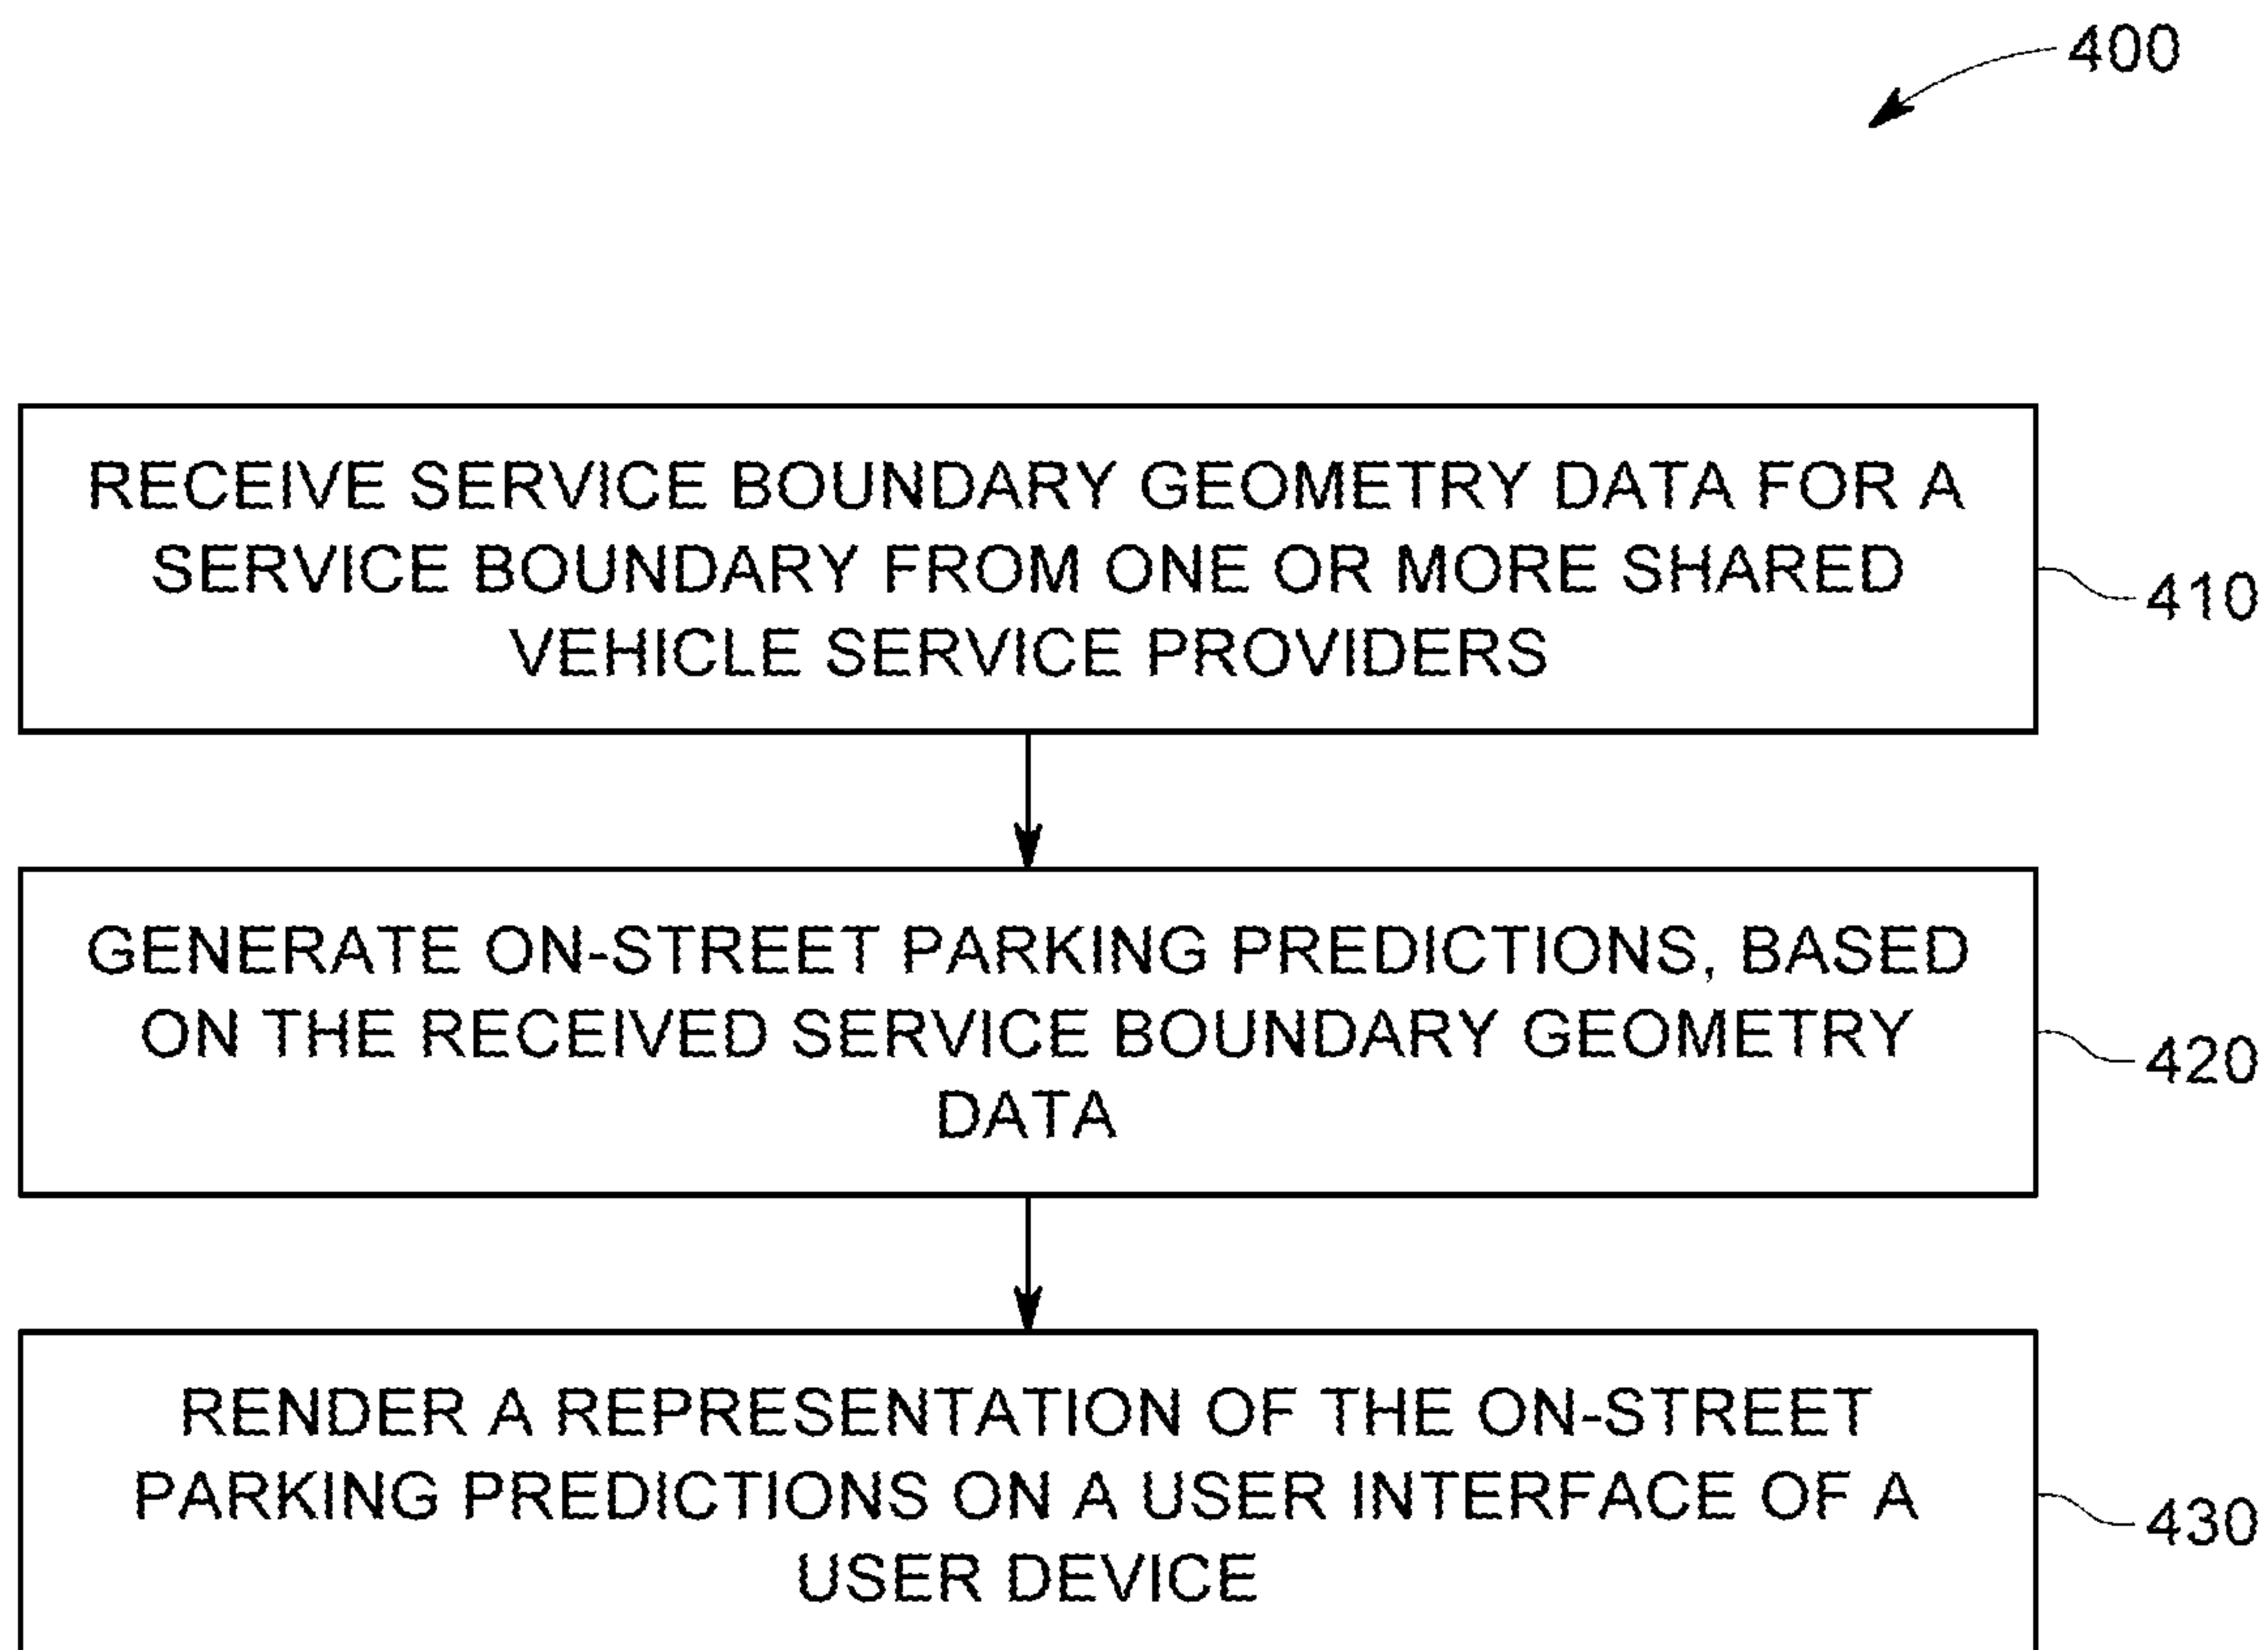 400
RECEIVE SERVICE BOUNDARY GEOMETRY DATA FOR A
SERVICE BOUNDARY FROM ONE OR MORE SHARED
VEHICLE SERVICE PROVIDERS
410
GENERATE ON-STREET PARKING PREDICTIONS, BASED
ON THE RECEIVED SERVICE BOUNDARY GEOMETRY
DATA
420
RENDER A REPRESENTATION OF THE ON-STREET
PARKING PREDICTIONS ON A USER INTERFACE OF A
USER DEVICE
430